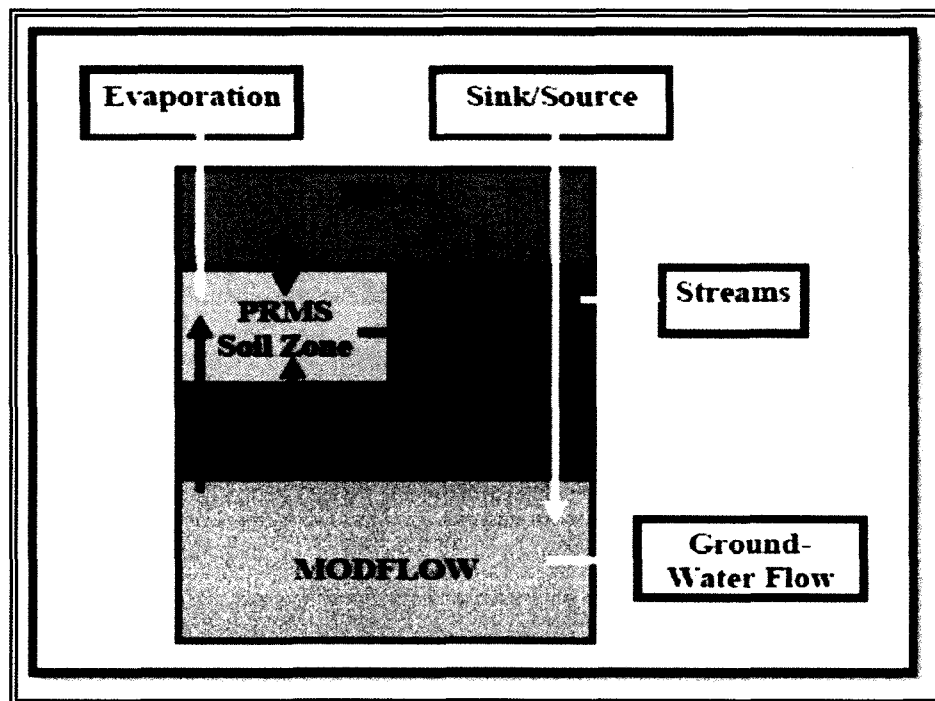 Evaporation
Sink/Source
PRMS
Soil Zone
Streams
MODFLOW
Ground-
Water Flow